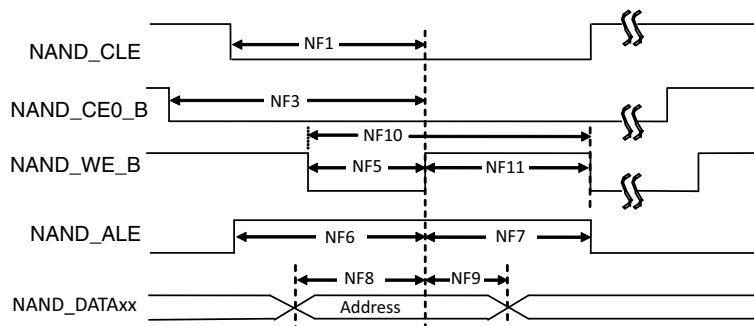 NAND_CLE
NF1
NAND_CE0_B
NF3
NF10
NAND_WE_B
NF5
NF11
NAND_ALE
NF6
NF7
NF8
NF9
NAND_DATAxx
Address